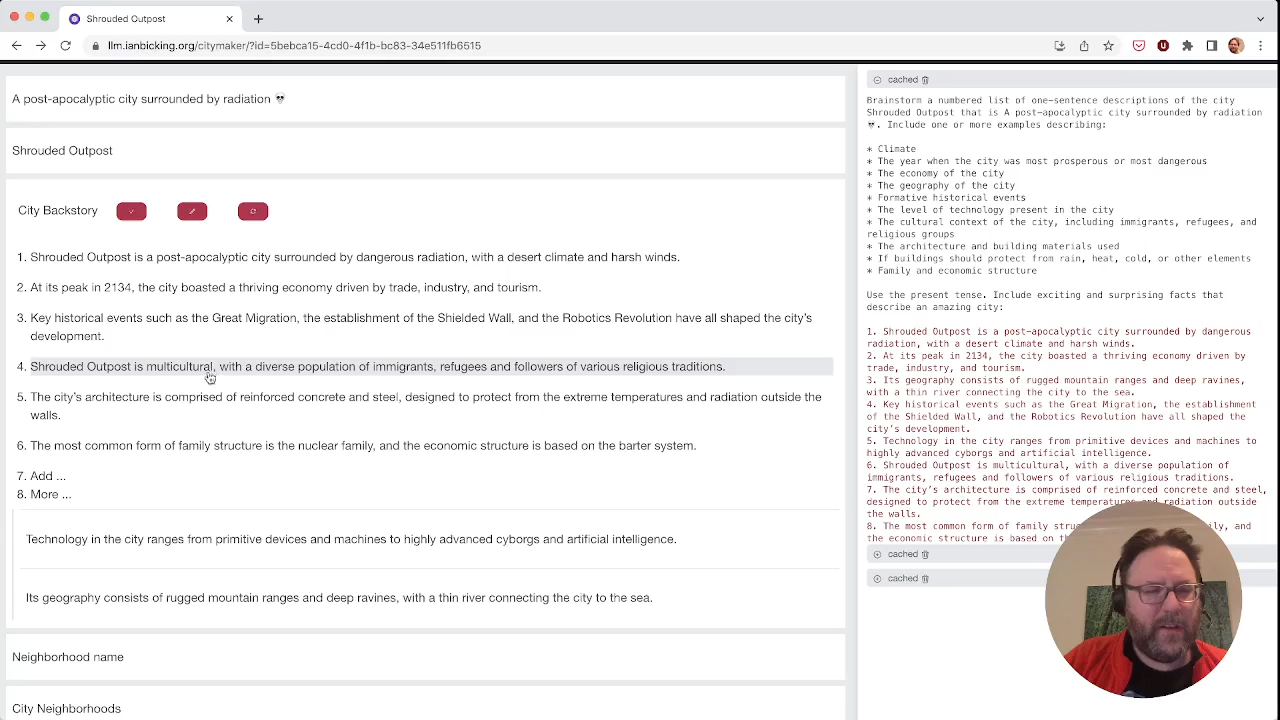 Shrouded Outpost
llm.ianbicking.org/citymaker/?id=5bebca15-4cd0-4f1b-bc83-34e511fb6515
A post-apocalyptic city surrounded by radiation 💀
Shrouded Outpost
City Backstory
1. Shrouded Outpost is a post-apocalyptic city surrounded by dangerous radiation, with a desert climate and harsh winds.
2. At its peak in 2134, the city boasted a thriving economy driven by trade, industry, and tourism.
3. Key historical events such as the Great Migration, the establishment of the Shielded Wall, and the Robotics Revolution have all shaped the city's
development.
4. Shrouded Outpost is multicultural, with a diverse population of immigrants, refugees and followers of various religious traditions.
5. The city's architecture is comprised of reinforced concrete and steel, designed to protect from the extreme temperatures and radiation outside the
walls.
6. The most common form of family structure is the nuclear family, and the economic structure is based on the barter system.
7. Add ...
8. More ...
Technology in the city ranges from primitive devices and machines to highly advanced cyborgs and artificial intelligence.
Its geography consists of rugged mountain ranges and deep ravines, with a thin river connecting the city to the sea.
Neighborhood name
City Neighborhoods
cached
Brainstorm a numbered list of one-sentence descriptions of the city
Shrouded Outpost that is A post-apocalyptic city surrounded by radiation
💀. Include one or more examples describing:
* Climate
* The year when the city was most prosperous or most dangerous
* The economy of the city
* The geography of the city
* Formative historical events
* The level of technology present in the city
* The cultural context of the city, including immigrants, refugees, and
religious groups
* The architecture and building materials used
* If buildings should protect from rain, heat, cold, or other elements
* Family and economic structure
Use the present tense. Include exciting and surprising facts that
describe an amazing city:
1. Shrouded Outpost is a post-apocalyptic city surrounded by dangerous
radiation, with a desert climate and harsh winds.
2. At its peak in 2134, the city boasted a thriving economy driven by
trade, industry, and tourism.
3. Its geography consists of rugged mountain ranges and deep ravines,
with a thin river connecting the city to the sea.
4. Key historical events such as the Great Migration, the establishment
of the Shielded Wall, and the Robotics Revolution have all shaped the
city's development.
5. Technology in the city ranges from primitive devices and machines to
highly advanced cyborgs and artificial intelligence.
6. Shrouded Outpost is multicultural, with a diverse population of
immigrants, refugees and followers of various religious traditions.
7. The city's architecture is comprised of reinforced concrete and steel,
designed to protect from the extreme temperatures and radiation outside
the walls.
8. The most common form of family family, and
the economic structure is based on
cached
cached